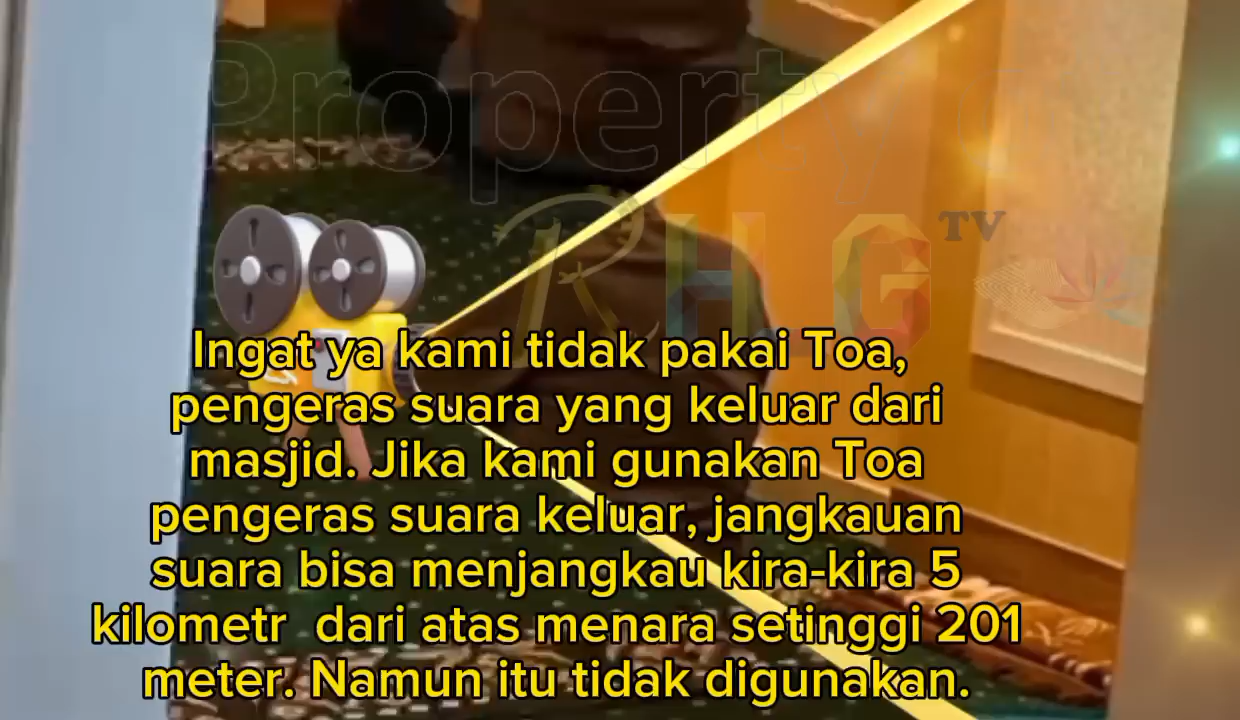 Property of
RHG TV
Ingat ya kami tidak pakai Toa,
pengeras suara yang keluar dari
masjid. Jika kami gunakan Toa
pengeras suara keluar, jangkauan
suara bisa menjangkau kira-kira 5
kilometr dari atas menara setinggi 201
meter. Namun itu tidak digunakan.